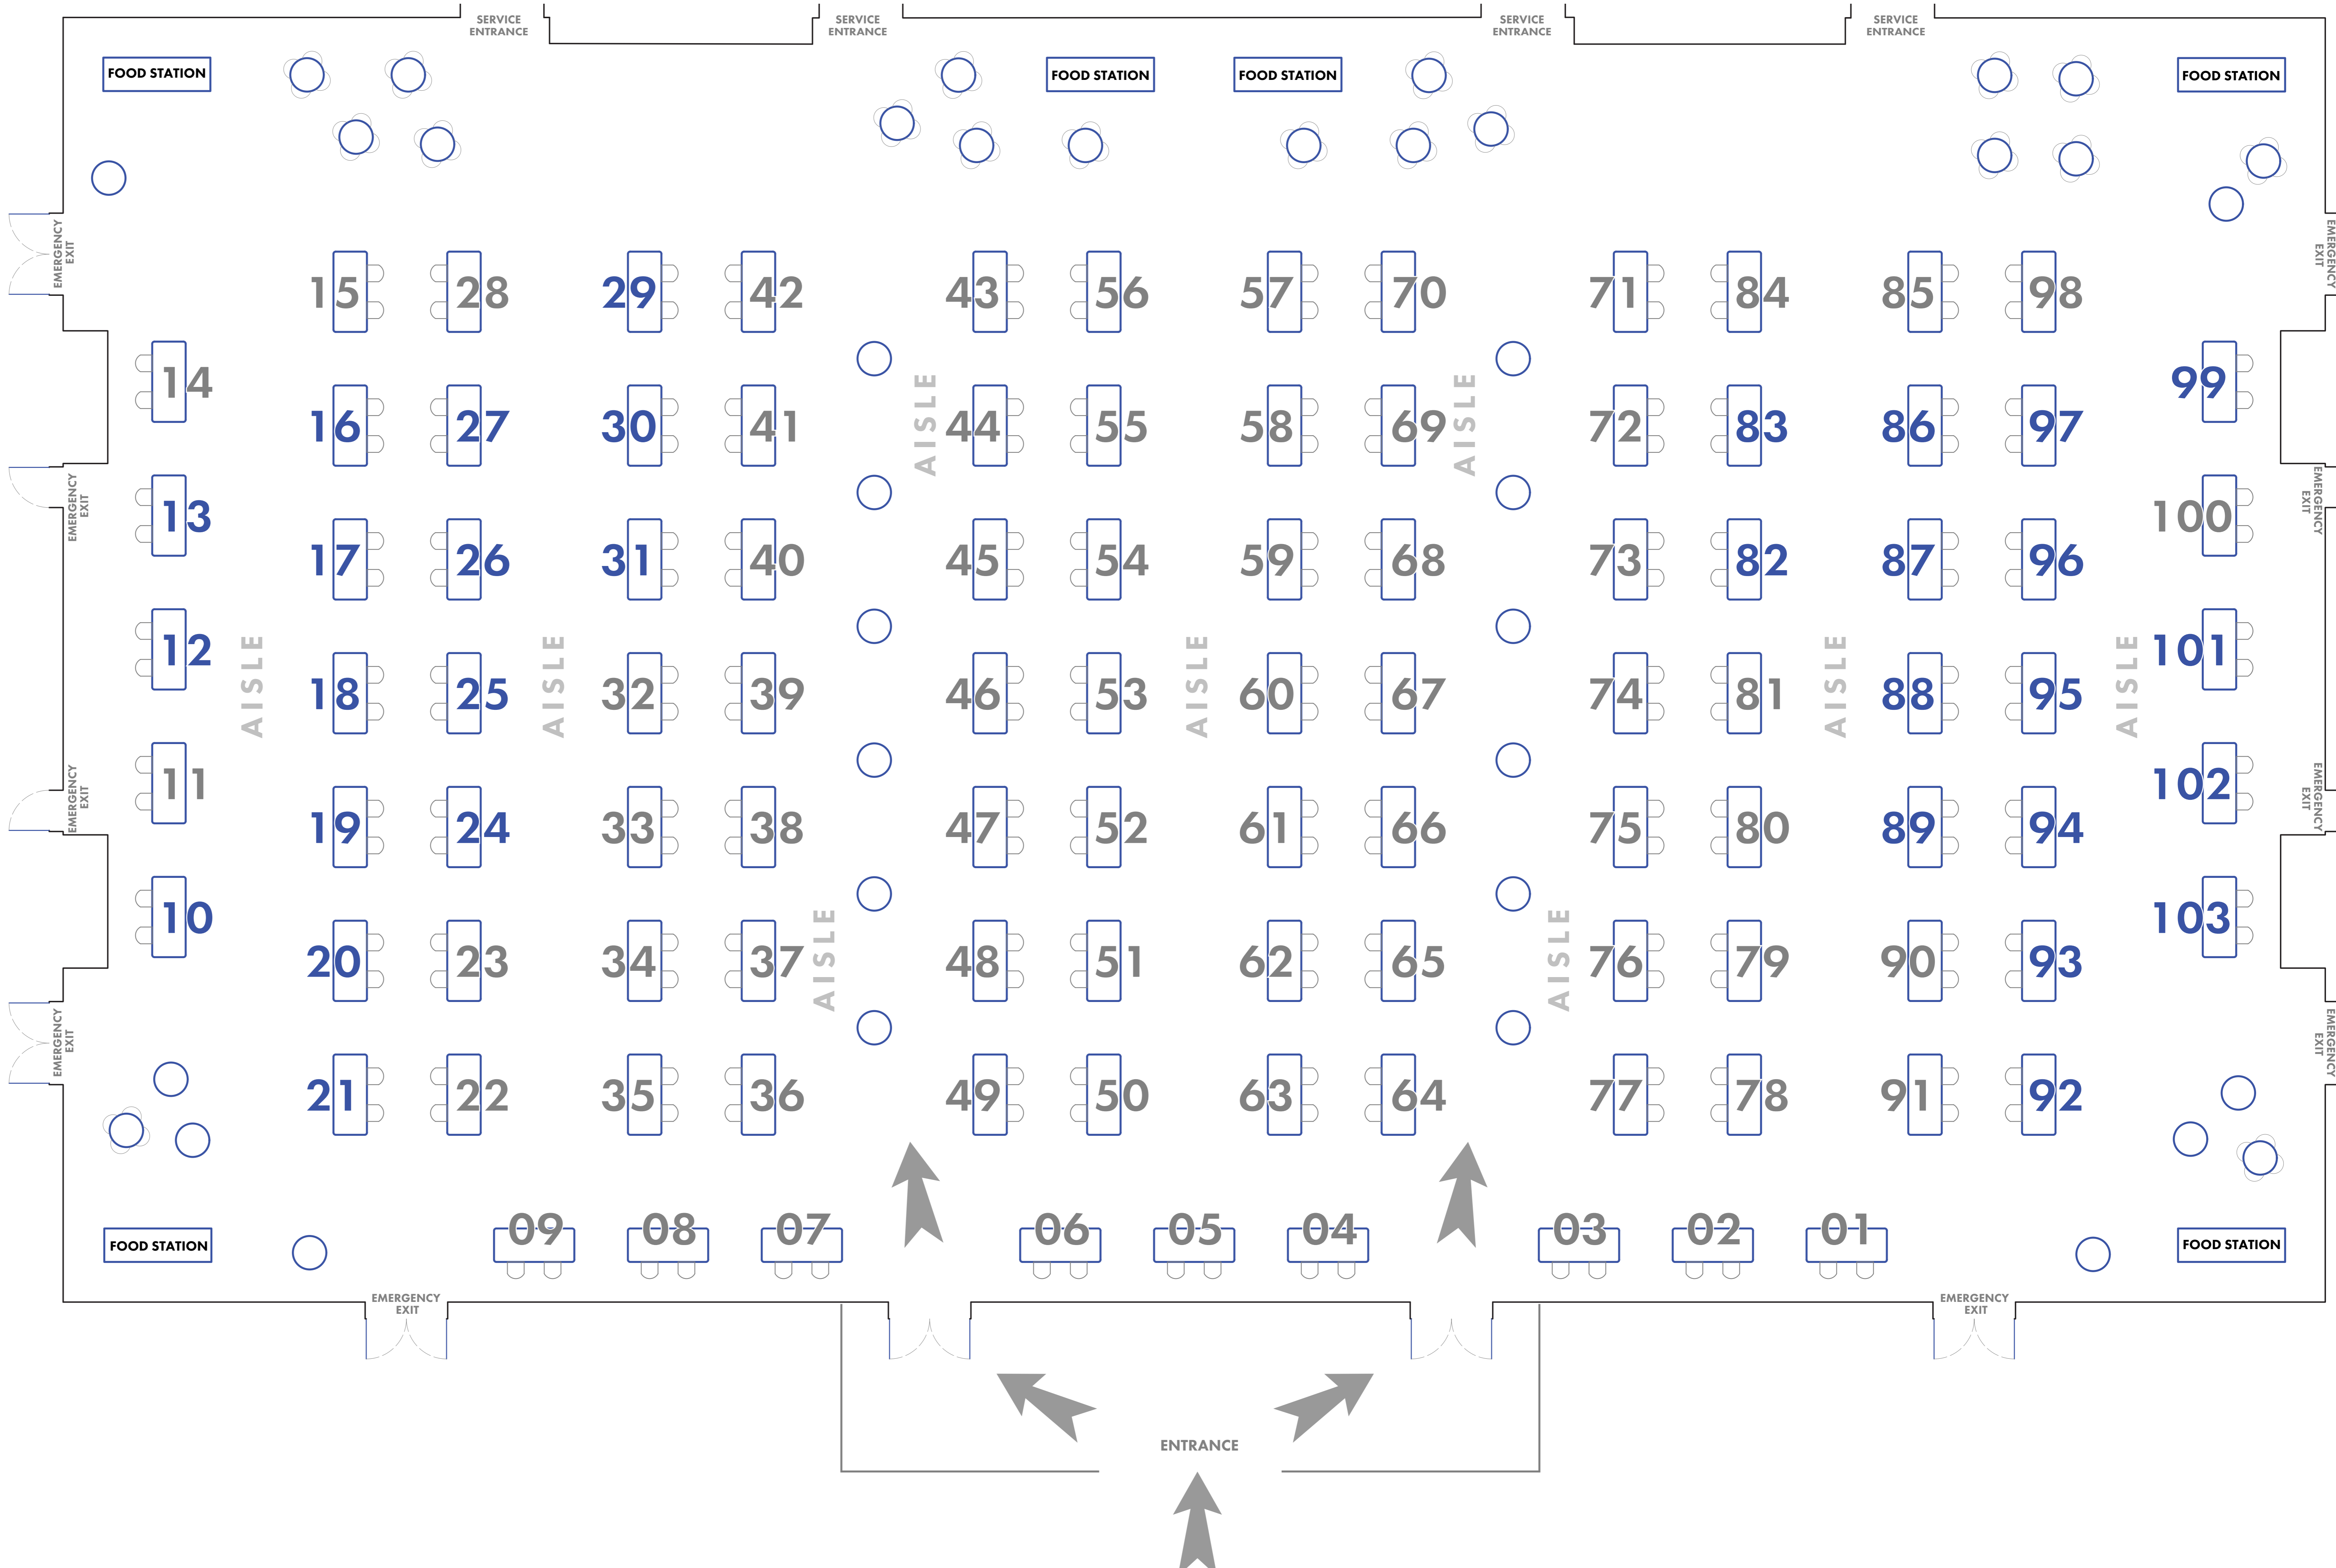 SERVICE
ENTRANCE
SERVICE
ENTRANCE
SERVICE
ENTRANCE
SERVICE
ENTRANCE
FOOD STATION
FOOD STATION
FOOD STATION
FOOD STATION
EMERGENCY
EXIT
EMERGENCY
EXIT
15 28 29 42 43 56 57 70 71 84 85 98
14 99
AISLE
AISLE
16 27 30 41 44 55 58 69 72 83 86 97
EMERGENCY
EXIT
EMERGENCY
EXIT
13 100
17 26 31 40 45 54 59 68 73 82 87 96
12 101
AISLE
AISLE
AISLE
AISLE
AISLE
18 25 32 39 46 53 60 67 74 81 88 95
EMERGENCY
EXIT
EMERGENCY
EXIT
11 102
19 24 33 38 47 52 61 66 75 80 89 94
10 103
AISLE
AISLE
20 23 34 37 48 51 62 65 76 79 90 93
EMERGENCY
EXIT
EMERGENCY
EXIT
21 22 35 36 49 50 63 64 77 78 91 92
09 08 07 06 05 04 03 02 01
FOOD STATION
FOOD STATION
EMERGENCY
EXIT
EMERGENCY
EXIT
ENTRANCE